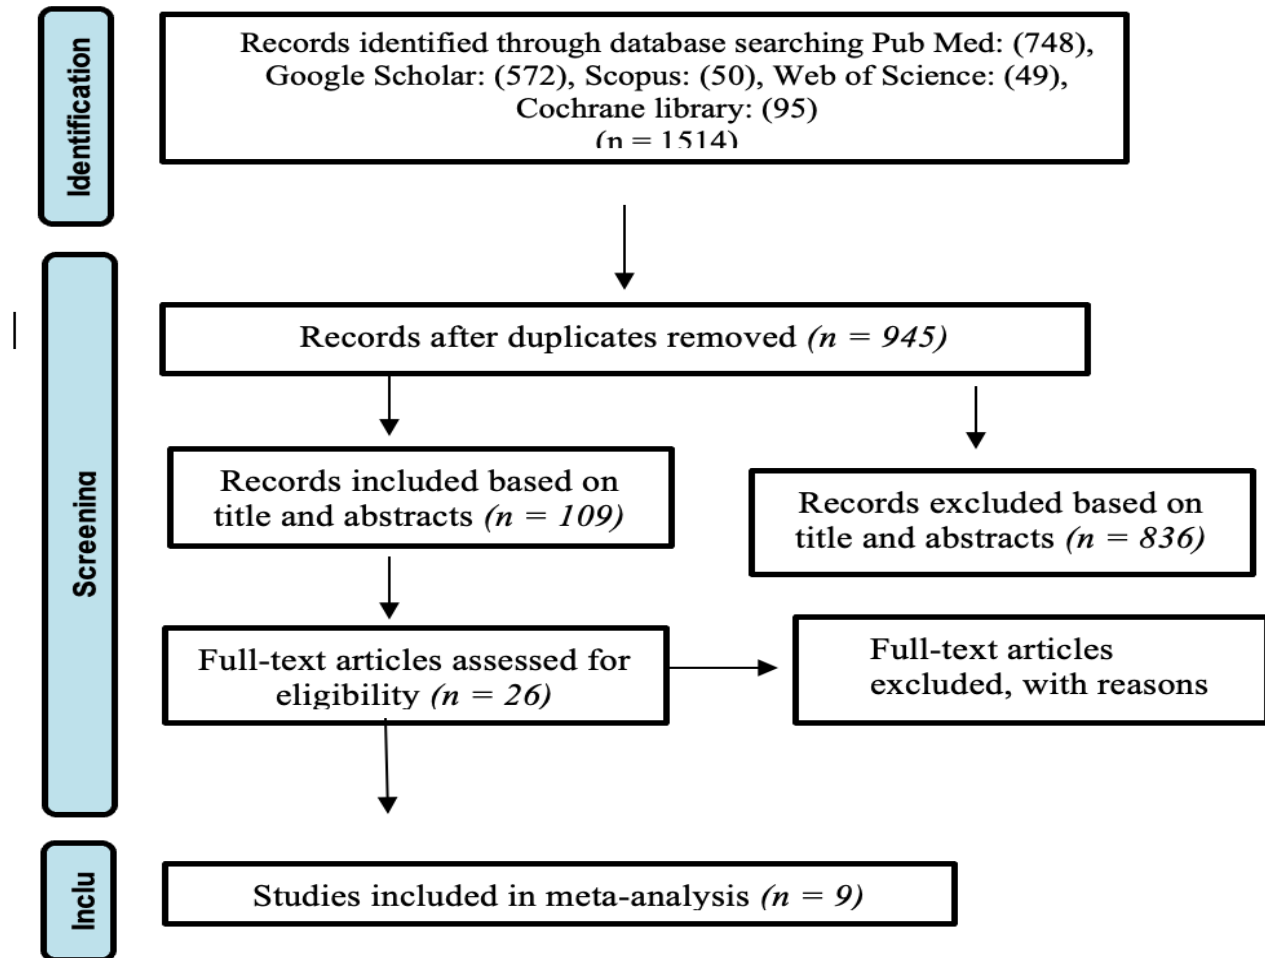 Identification
Records identified through database searching Pub Med: (748),
Google Scholar: (572), Scopus: (50), Web of Science: (49),
Cochrane library: (95)
(n = 1514)
Screening
Records after duplicates removed (n = 945)
Records included based on
title and abstracts (n = 109)
Records excluded based on
title and abstracts (n = 836)
Full-text articles assessed for
eligibility (n = 26)
Full-text articles
excluded, with reasons
Inclu
Studies included in meta-analysis (n = 9)